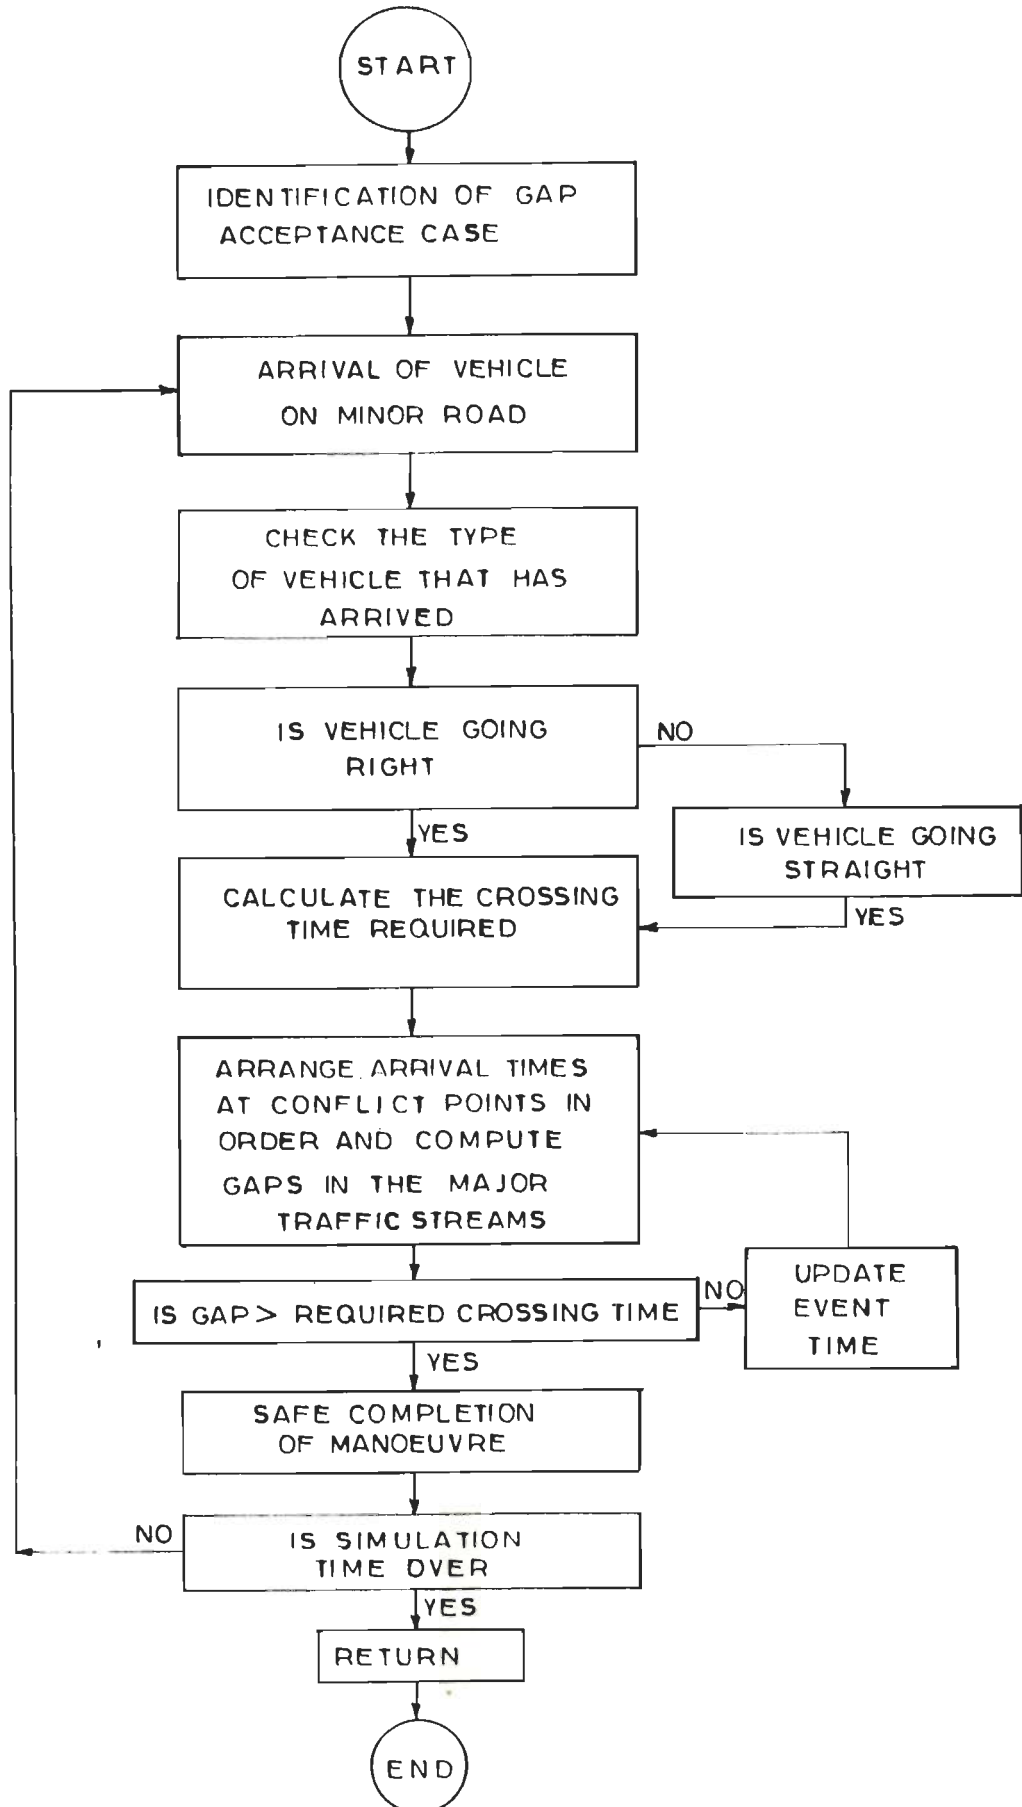 START
IDENTIFICATION OF GAP
ACCEPTANCE CASE
ARRIVAL OF VEHICLE
ON MINOR ROAD
CHECK THE TYPE
OF VEHICLE THAT HAS
ARRIVED
IS VEHICLE GOING
RIGHT
NO
YES
IS VEHICLE GOING
STRAIGHT
YES
CALCULATE THE CROSSING
TIME REQUIRED
ARRANGE ARRIVAL TIMES
AT CONFLICT POINTS IN
ORDER AND COMPUTE
GAPS IN THE MAJOR
TRAFFIC STREAMS
IS GAP > REQUIRED CROSSING TIME
NO
UPDATE
EVENT
TIME
YES
SAFE COMPLETION
OF MANOEUVRE
IS SIMULATION
TIME OVER
NO
YES
RETURN
END